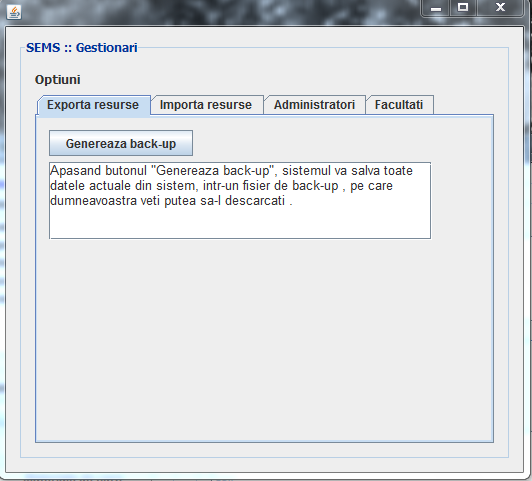 SEMS :: Gestionari
Optiuni
Exporta resurse
Importa resurse
Administratori
Facultati
Genereaza back-up
Apasand butonul "Genereaza back-up", sistemul va salva toate
datele actuale din sistem, intr-un fisier de back-up , pe care
dumneavoastra veti putea sa-l descarcati .